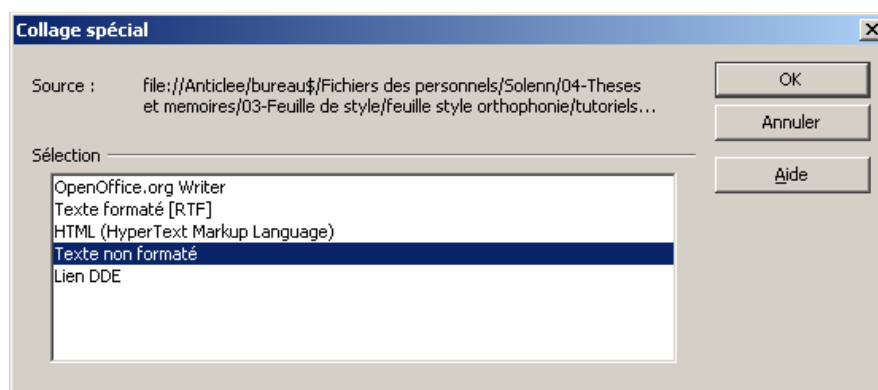 Collage spécial
Source :
file://Anticlee/bureau$/Fichiers des personnels/Solenn/04-Theses
et memoires/03-Feuille de style/feuille style orthophonie/tutoriels...
OK
Annuler
Aide
Sélection
OpenOffice.org Writer
Texte formaté [RTF]
HTML (HyperText Markup Language)
Texte non formaté
Lien DDE